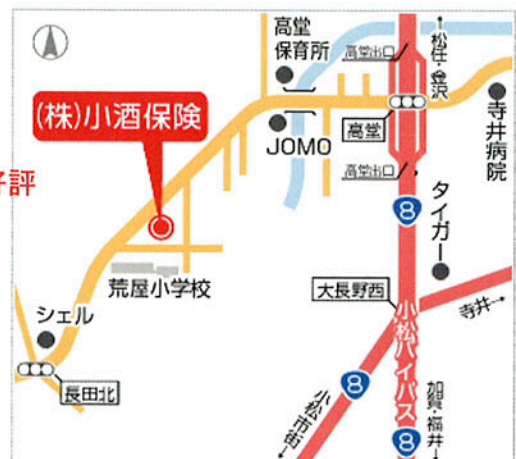 高堂
保育所
高堂出口
←松任・金沢
(株)小酒保険
JOMO
高堂
寺井病院
高堂出口
好評
8
タイガー
荒屋小学校
大長野西
寺井→
シェル
小松バイパス
長田北
8
小松市街→
加賀・福井→
8